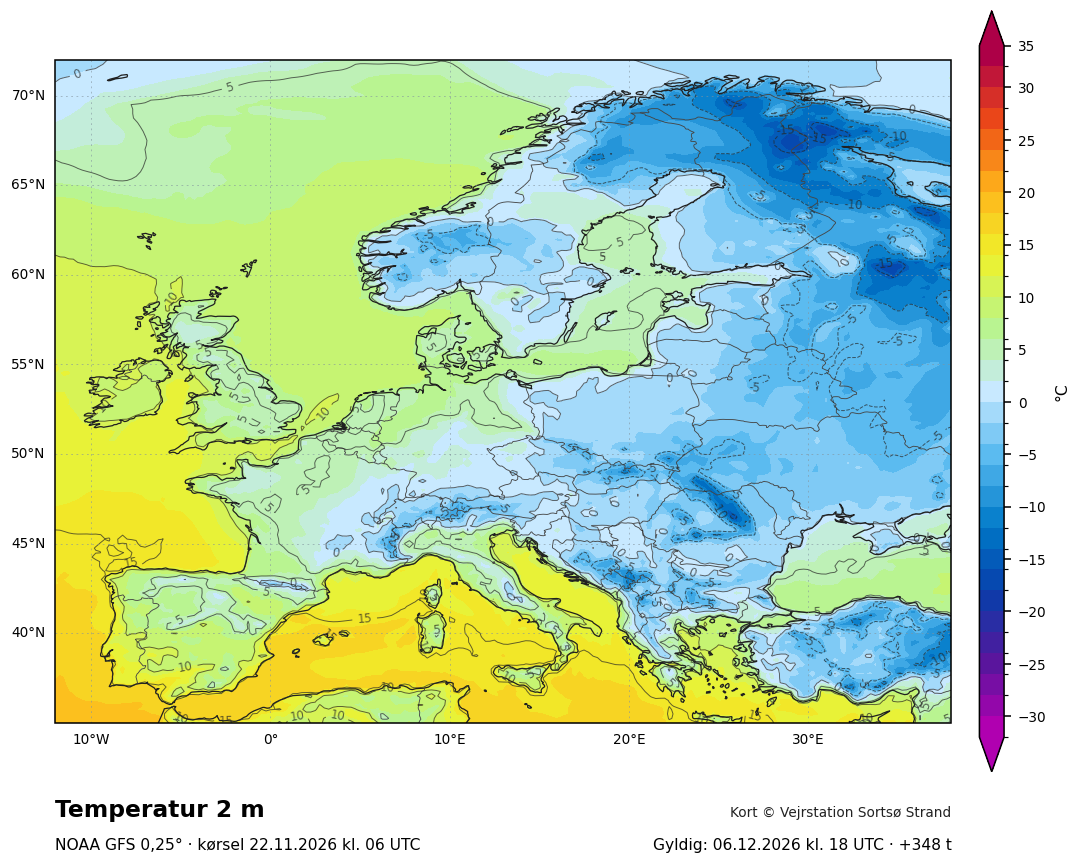 70°N
65°N
60°N
55°N
50°N
45°N
40°N
10°W
0°
10°E
20°E
30°E
35
30
25
20
15
10
5
0
−5
−10
−15
−20
−25
−30
°C
Temperatur 2 m
Kort © Vejrstation Sortsø Strand
NOAA GFS 0,25° · kørsel 22.11.2026 kl. 06 UTC
Gyldig: 06.12.2026 kl. 18 UTC · +348 t